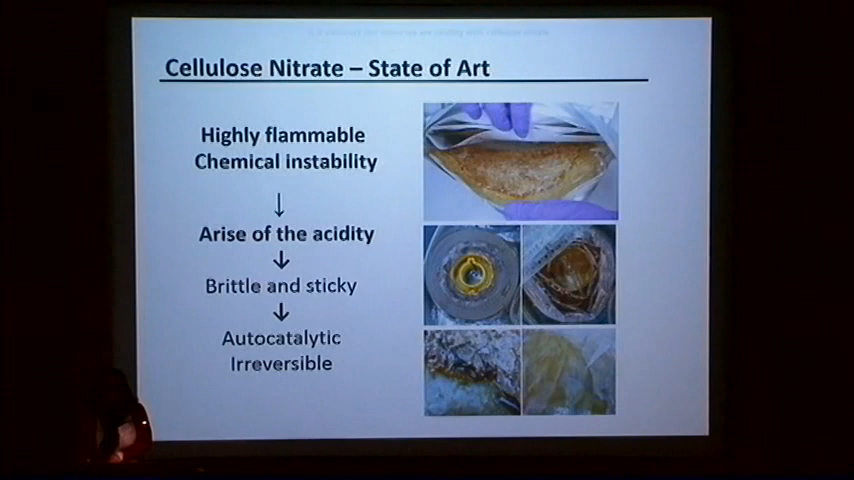 Cellulose Nitrate – State of Art
Highly flammable
Chemical instability
↓
Arise of the acidity
↓
Brittle and sticky
↓
Autocatalytic
Irreversible